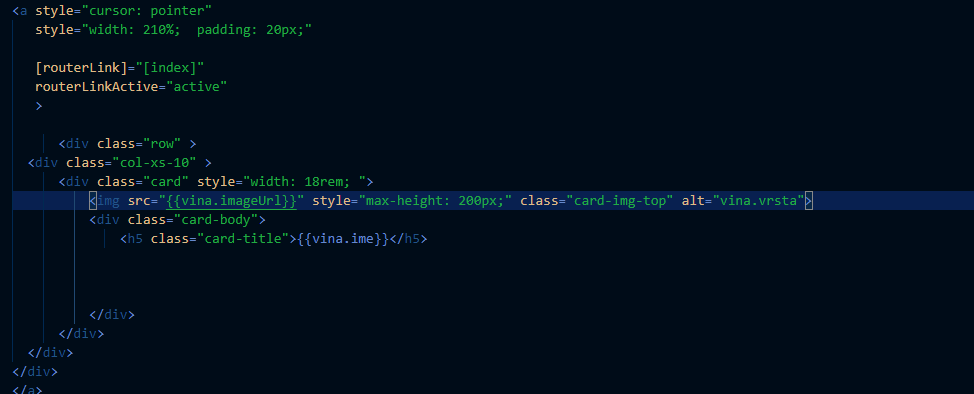 <a style="cursor: pointer"
style="width: 210%;  padding: 20px;"
[routerLink]="[index]"
routerLinkActive="active"
>
<div class="row" >
<div class="col-xs-10" >
<div class="card" style="width: 18rem; ">
<img src="{{vina.imageUrl}}" style="max-height: 200px;" class="card-img-top" alt="vina.vrsta">
<div class="card-body">
<h5 class="card-title">{{vina.ime}}</h5>
</div>
</div>
</div>
</div>
</a>